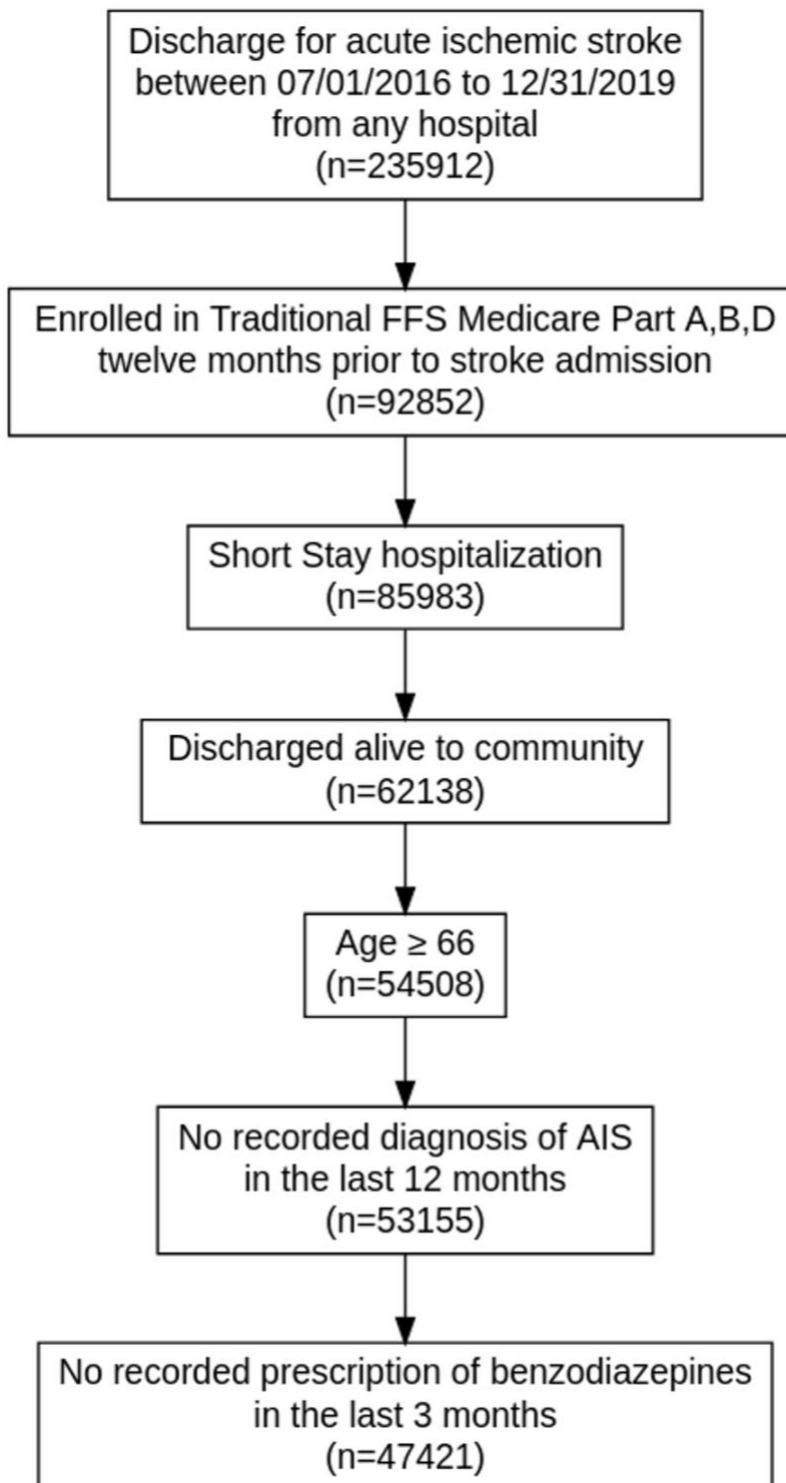 Discharge for acute ischemic stroke
between 07/01/2016 to 12/31/2019
from any hospital
(n=235912)
Enrolled in Traditional FFS Medicare Part A,B,D
twelve months prior to stroke admission
(n=92852)
Short Stay hospitalization
(n=85983)
Discharged alive to community
(n=62138)
Age ≥ 66
(n=54508)
No recorded diagnosis of AIS
in the last 12 months
(n=53155)
No recorded prescription of benzodiazepines
in the last 3 months
(n=47421)